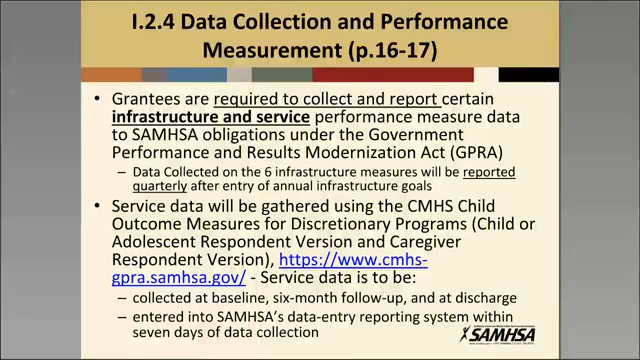 I.2.4 Data Collection and Performance
Measurement (p.16-17)
• Grantees are required to collect and report certain
infrastructure and service performance measure data
to SAMHSA obligations under the Government
Performance and Results Modernization Act (GPRA)
– Data Collected on the 6 infrastructure measures will be reported
quarterly after entry of annual infrastructure goals
• Service data will be gathered using the CMHS Child
Outcome Measures for Discretionary Programs (Child or
Adolescent Respondent Version and Caregiver
Respondent Version), https://www.cmhs-
gpra.samhsa.gov/ - Service data is to be:
– collected at baseline, six-month follow-up, and at discharge
– entered into SAMHSA's data-entry reporting system within
seven days of data collection
SAMHSA